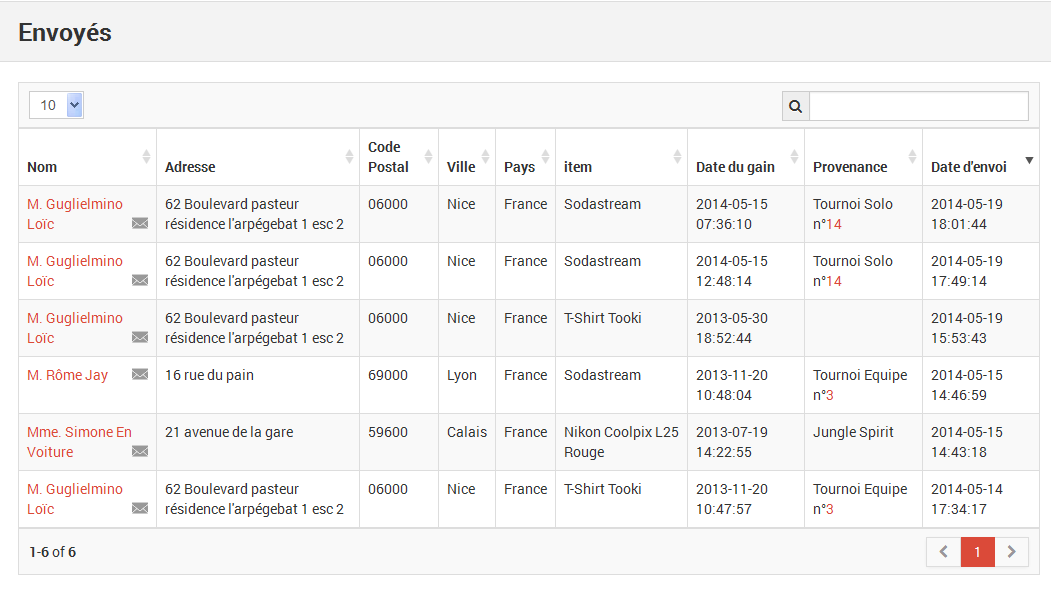 Envoyés
10
Nom Adresse Code Postal Ville Pays item Date du gain Provenance Date d'envoi
M. Guglielmino 62 Boulevard pasteur 06000 Nice France Sodastream 2014-05-15 Tournoi Solo 2014-05-19
Loïc résidence l'arpégebat 1 esc 2 07:36:10 n°14 18:01:44
M. Guglielmino 62 Boulevard pasteur 06000 Nice France Sodastream 2014-05-15 Tournoi Solo 2014-05-19
Loïc résidence l'arpégebat 1 esc 2 12:48:14 n°14 17:49:14
M. Guglielmino 62 Boulevard pasteur 06000 Nice France T-Shirt Tooki 2013-05-30 2014-05-19
Loïc résidence l'arpégebat 1 esc 2 18:52:44 15:53:43
M. Rôme Jay 16 rue du pain 69000 Lyon France Sodastream 2013-11-20 Tournoi Equipe 2014-05-15
10:48:04 n°3 14:46:59
Mme. Simone En 21 avenue de la gare 59600 Calais France Nikon Coolpix L25 2013-07-19 Jungle Spirit 2014-05-15
Voiture Rouge 14:22:55 14:43:18
M. Guglielmino 62 Boulevard pasteur 06000 Nice France T-Shirt Tooki 2013-11-20 Tournoi Equipe 2014-05-14
Loïc résidence l'arpégebat 1 esc 2 10:47:57 n°3 17:34:17
1-6 of 6 1